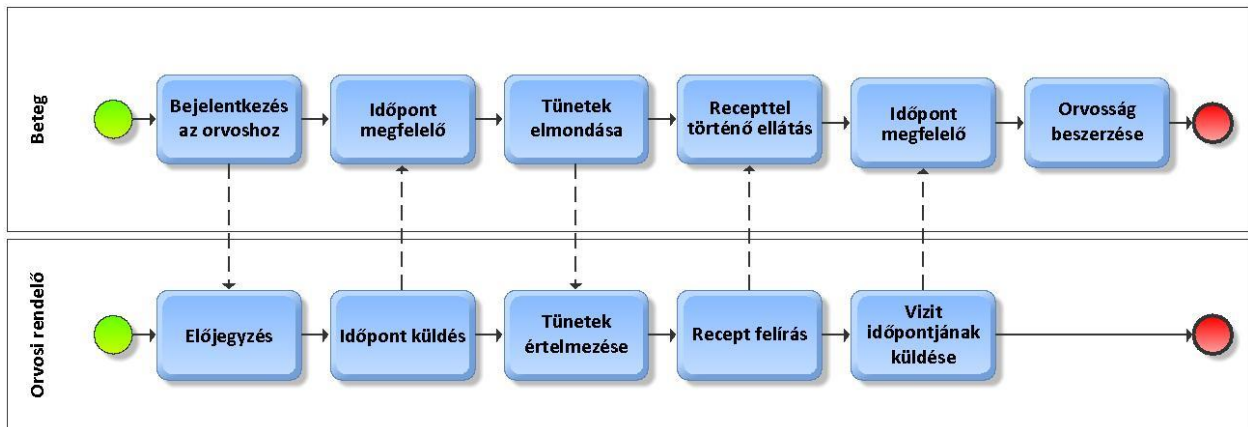 Beteg
Bejelentkezés
az orvoshoz
Időpont
megfelelő
Tünetek
elmondása
Recepttel
történő ellátás
Időpont
megfelelő
Orvosság
beszerzése
Orvosi rendelő
Előjegyzés
Időpont küldés
Tünetek
értelmezése
Recept felírás
Vizit
időpontjának
küldése